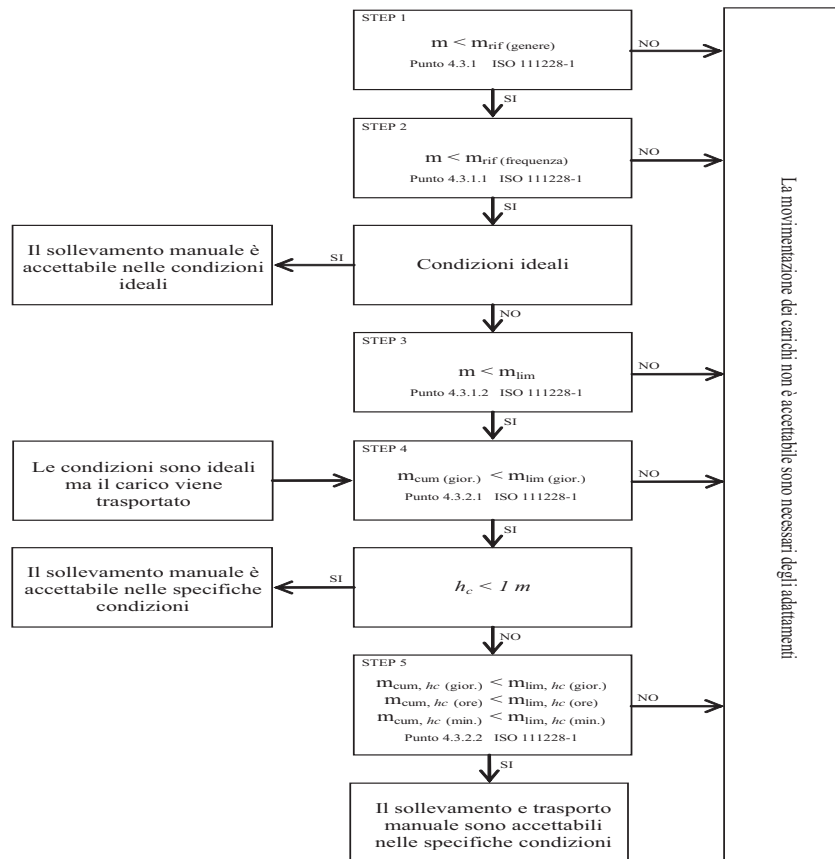 STEP 1
m < mrif (genere)
Punto 4.3.1 ISO 111228-1
NO
SI
STEP 2
m < mrif (frequenza)
Punto 4.3.1.1 ISO 111228-1
NO
SI
Il sollevamento manuale è
accettabile nelle condizioni
ideali
SI
Condizioni ideali
NO
STEP 3
m < mlim
Punto 4.3.1.2 ISO 111228-1
NO
SI
Le condizioni sono ideali
ma il carico viene
trasportato
STEP 4
mcum (gior.) < mlim (gior.)
Punto 4.3.2.1 ISO 111228-1
NO
SI
Il sollevamento manuale è
accettabile nelle specifiche
condizioni
SI
hc < 1 m
NO
STEP 5
mcum, hc (gior.) < mlim, hc (gior.)
mcum, hc (ore) < mlim, hc (ore)
mcum, hc (min.) < mlim, hc (min.)
Punto 4.3.2.2 ISO 111228-1
NO
SI
Il sollevamento e trasporto
manuale sono accettabili
nelle specifiche condizioni
La movimentazione dei carichi non è accettabile sono necessari degli adattamenti